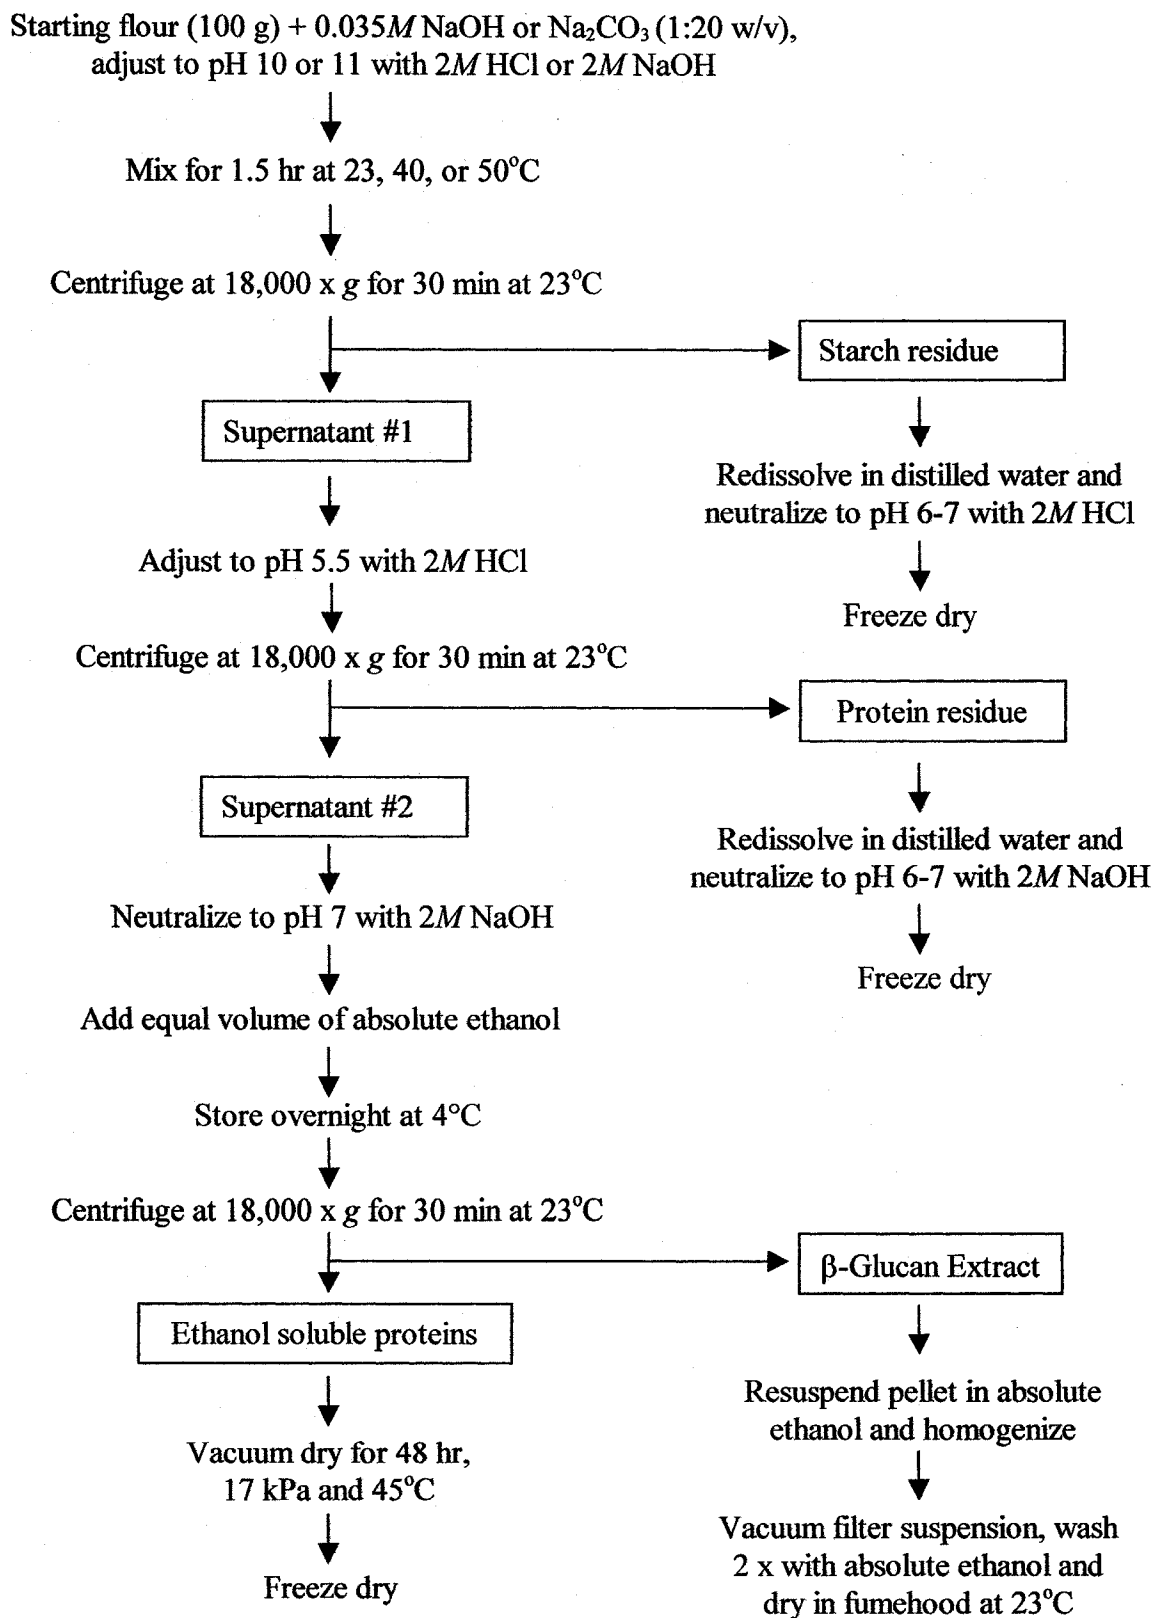 Starting flour (100 g) + 0.035M NaOH or Na₂CO₃ (1:20 w/v),
adjust to pH 10 or 11 with 2M HCl or 2M NaOH
Mix for 1.5 hr at 23, 40, or 50°C
Centrifuge at 18,000 x g for 30 min at 23°C
Starch residue
Supernatant #1
Redissolve in distilled water and
neutralize to pH 6-7 with 2M HCl
Adjust to pH 5.5 with 2M HCl
Freeze dry
Centrifuge at 18,000 x g for 30 min at 23°C
Protein residue
Supernatant #2
Redissolve in distilled water and
neutralize to pH 6-7 with 2M NaOH
Neutralize to pH 7 with 2M NaOH
Freeze dry
Add equal volume of absolute ethanol
Store overnight at 4°C
Centrifuge at 18,000 x g for 30 min at 23°C
β-Glucan Extract
Ethanol soluble proteins
Resuspend pellet in absolute
ethanol and homogenize
Vacuum dry for 48 hr,
17 kPa and 45°C
Vacuum filter suspension, wash
2 x with absolute ethanol and
dry in fumehood at 23°C
Freeze dry